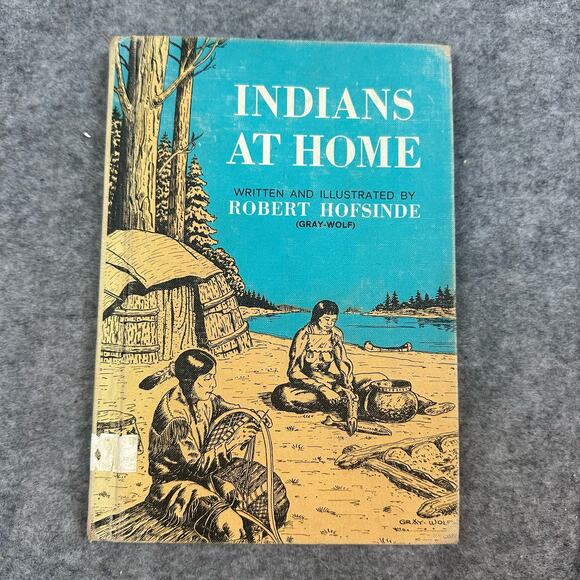 INDIANS
AT HOME
WRITTEN AND ILLUSTRATED BY
ROBERT HOFSINDE
(GRAY-WOLF)
GRAY-WOLF